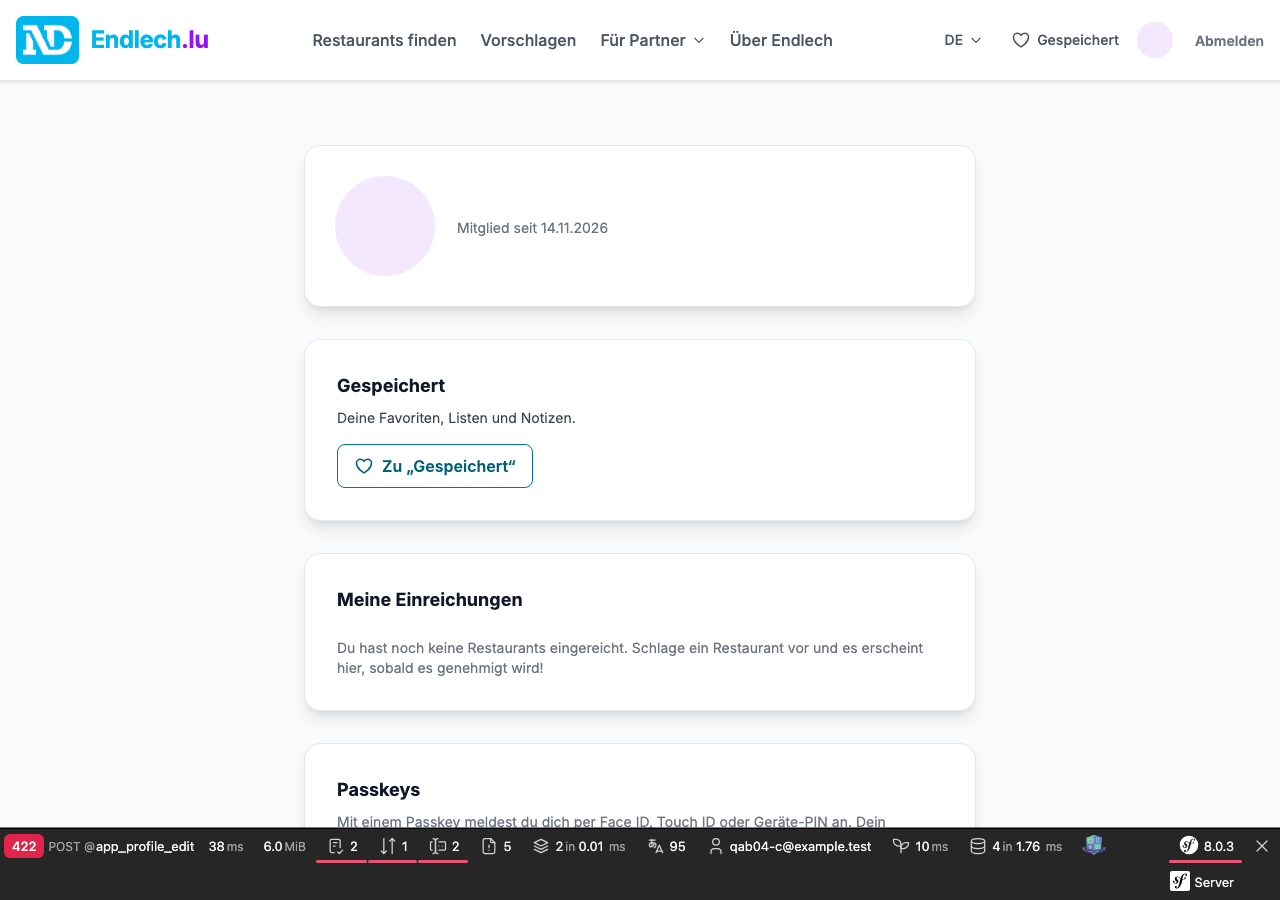 Endlech.lu
Restaurants finden
Vorschlagen
Für Partner
Über Endlech
DE
Gespeichert
Abmelden
Mitglied seit 14.11.2026
Gespeichert
Deine Favoriten, Listen und Notizen.
Zu „Gespeichert“
Meine Einreichungen
Du hast noch keine Restaurants eingereicht. Schlage ein Restaurant vor und es erscheint
hier, sobald es genehmigt wird!
Passkeys
Mit einem Passkey meldest du dich per Face ID, Touch ID oder Geräte-PIN an. Dein
422 POST @app_profile_edit 38 ms 6.0 MiB 2 1 2 5 2 in 0.01 ms 95 qab04-c@example.test 10 ms 4 in 1.76 ms sf 8.0.3
sf Server